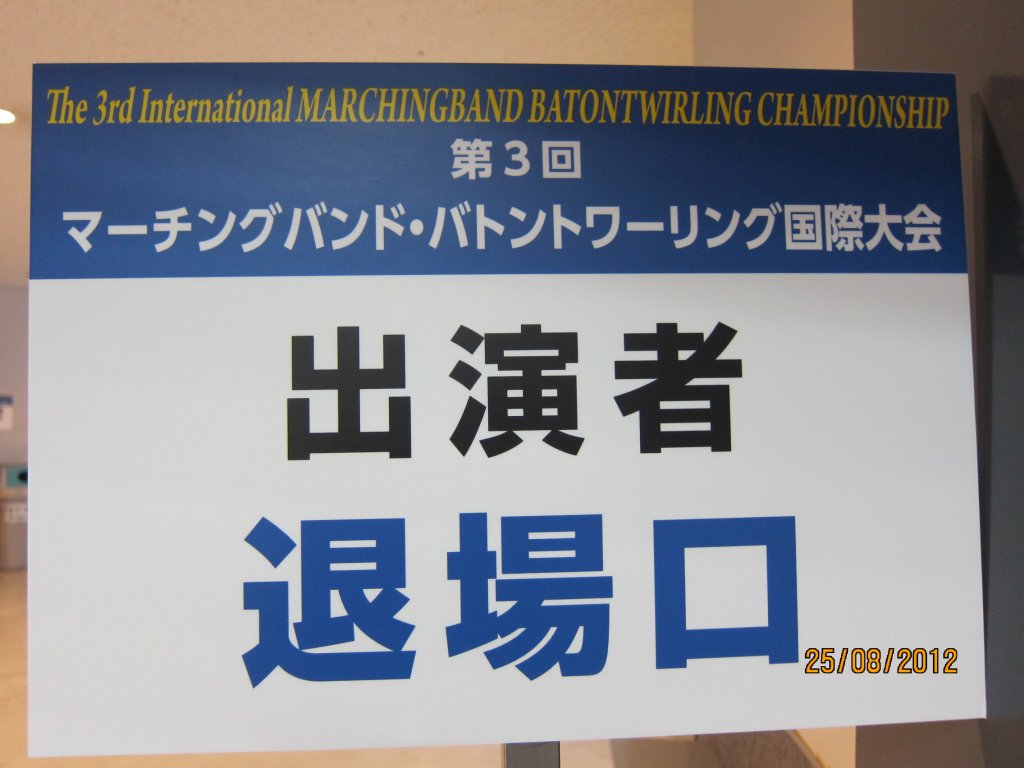 The 3rd International MARCHINGBAND BATONTWIRLING CHAMPIONSHIP
第3回
マーチングバンド・バトントワーリング国際大会
出演者
退場口
25/08/2012